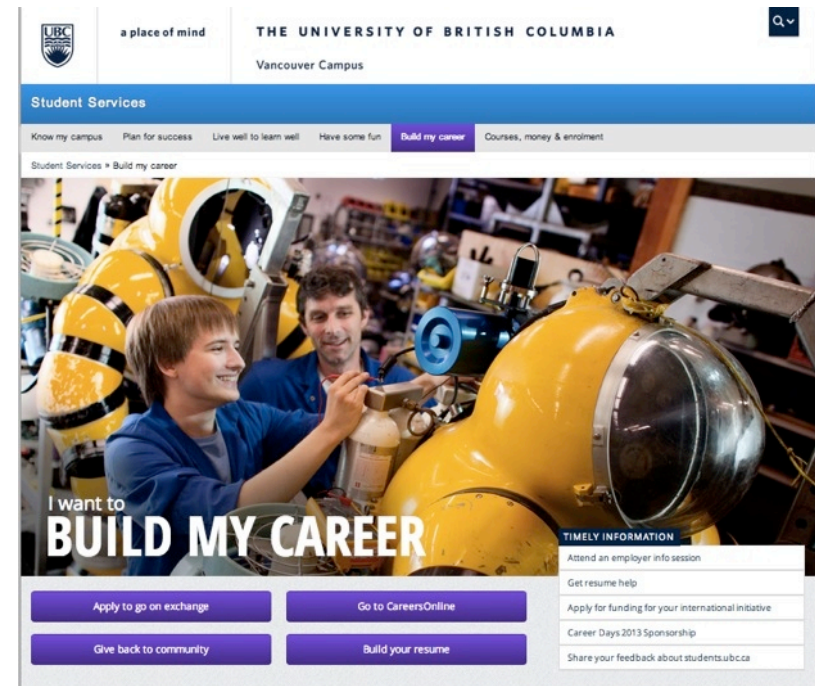 UBC
a place of mind
THE UNIVERSITY OF BRITISH COLUMBIA
Vancouver Campus
Student Services
Know my campus Plan for success Live well to learn well Have some fun Build my career Courses, money & enrolment
Student Services » Build my career
I want to
BUILD MY CAREER
TIMELY INFORMATION
Attend an employer info session
Get resume help
Apply for funding for your international initiative
Career Days 2013 Sponsorship
Share your feedback about students.ubc.ca
Apply to go on exchange Go to CareersOnline
Give back to community Build your resume